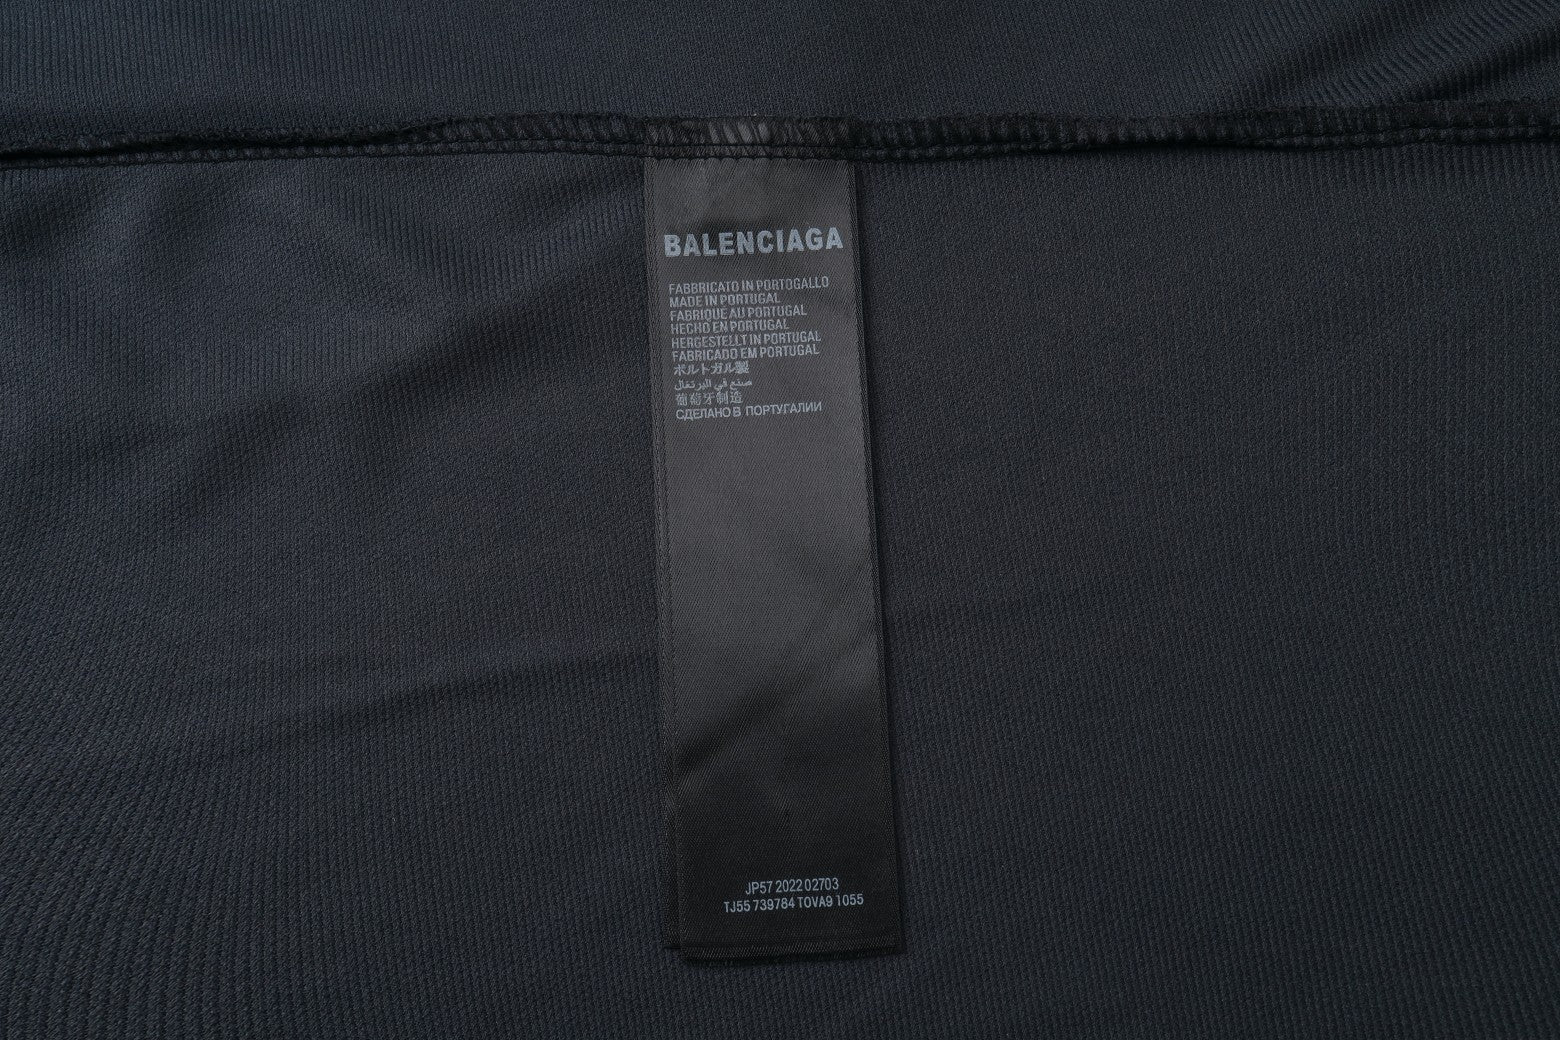 BALENCIAGA
FABBRICATO IN PORTOGALLO
MADE IN PORTUGAL
FABRIQUE AU PORTUGAL
HECHO EN PORTUGAL
HERGESTELLT IN PORTUGAL
FABRICADO EM PORTUGAL
ポルトガル製
صنع في البرتغال
葡萄牙制造
СДЕЛАНО В ПОРТУГАЛИИ
JP57 2022 02703
TJ55 739784 TOVA9 1055